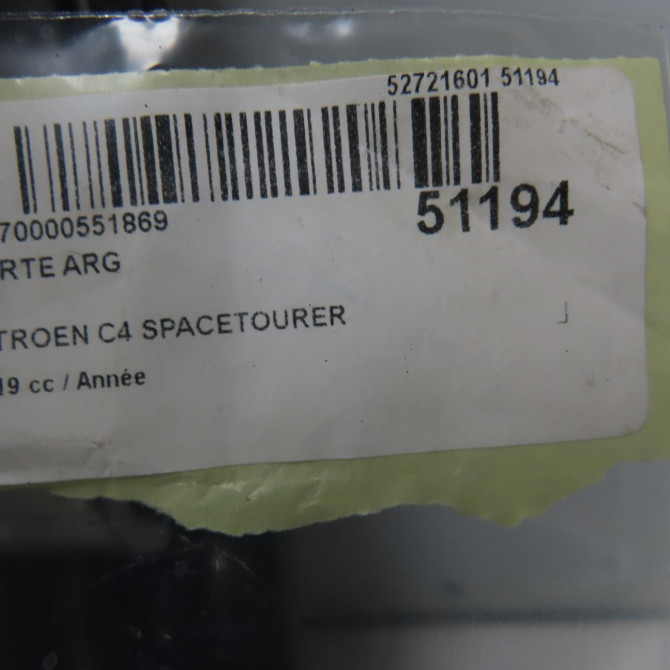 52721601 51194
70000551869
51194
RTE ARG
TROEN C4 SPACETOURER
19 cc / Année